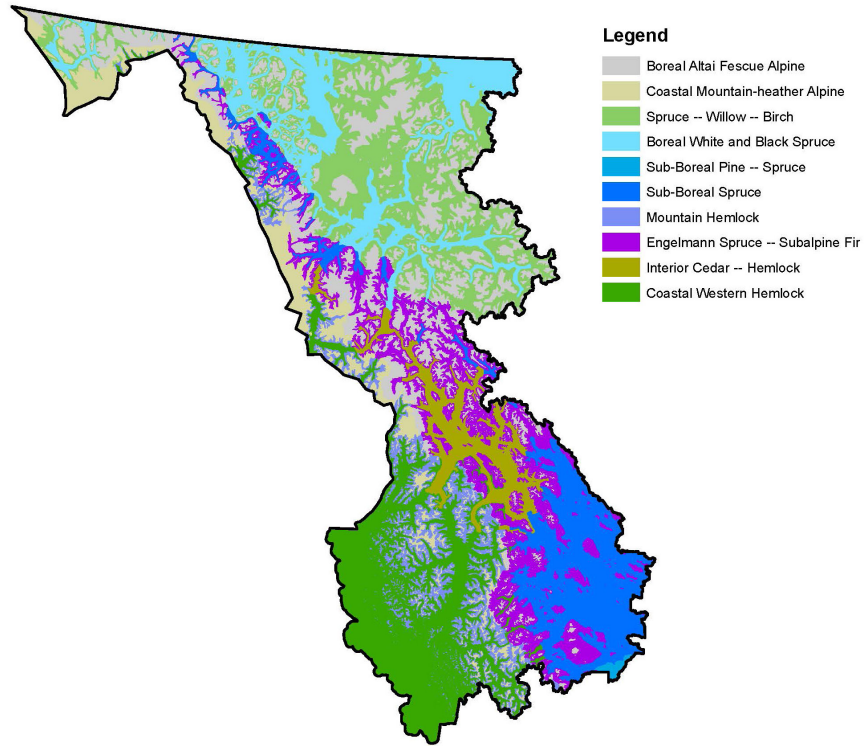 Legend
Boreal Altai Fescue Alpine
Coastal Mountain-heather Alpine
Spruce -- Willow -- Birch
Boreal White and Black Spruce
Sub-Boreal Pine -- Spruce
Sub-Boreal Spruce
Mountain Hemlock
Engelmann Spruce -- Subalpine Fir
Interior Cedar -- Hemlock
Coastal Western Hemlock